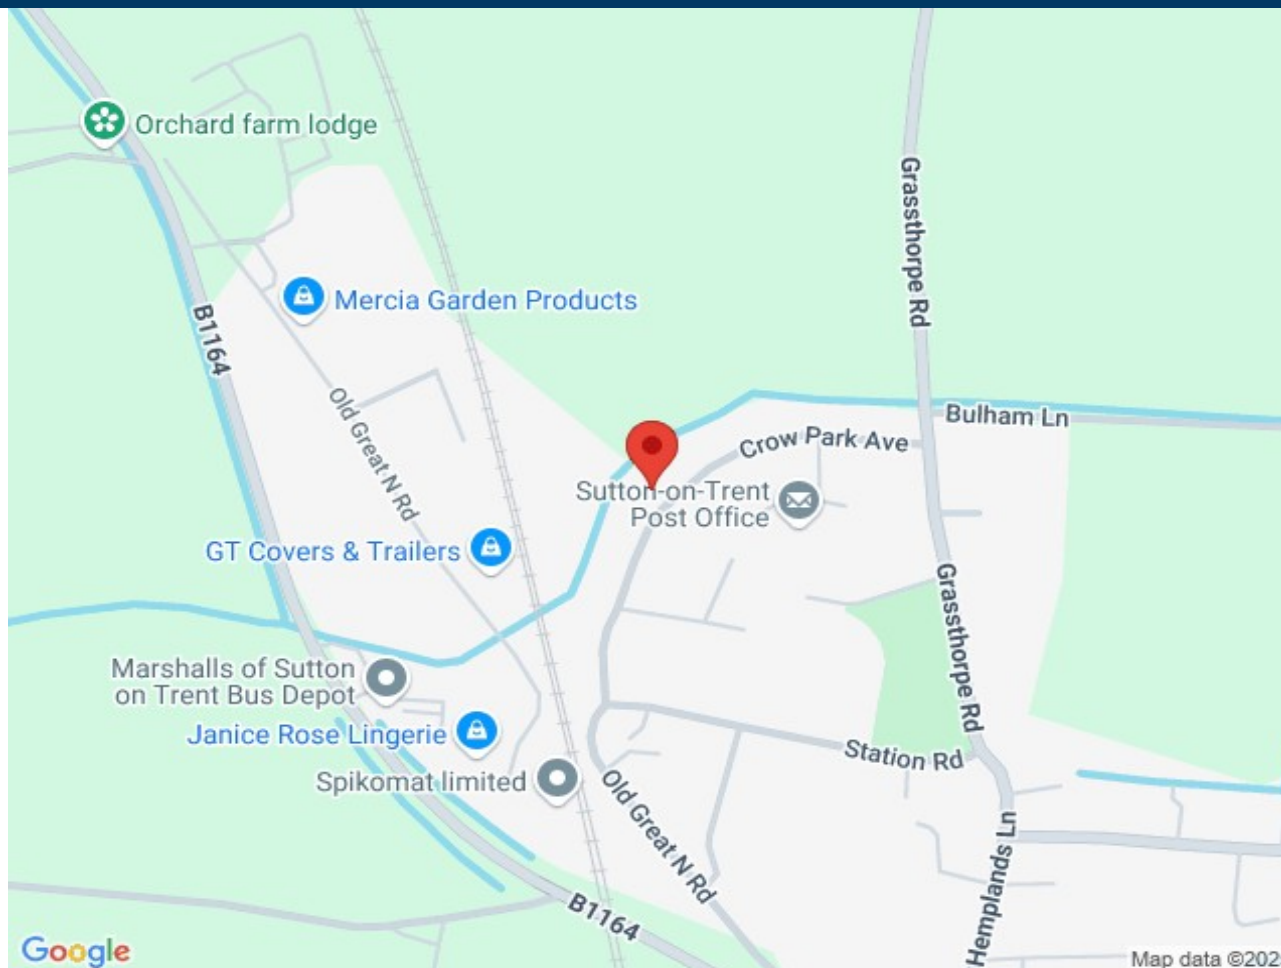 Orchard farm lodge
Grassthorpe Rd
Mercia Garden Products
B1164
Old Great N Rd
Bulham Ln
Crow Park Ave
Sutton-on-Trent
Post Office
GT Covers & Trailers
Grassthorpe Rd
Marshalls of Sutton
on Trent Bus Depot
Janice Rose Lingerie
Station Rd
Spikomat limited
Old Great N Rd
Hemplands Ln
B1164
Google
Map data ©202